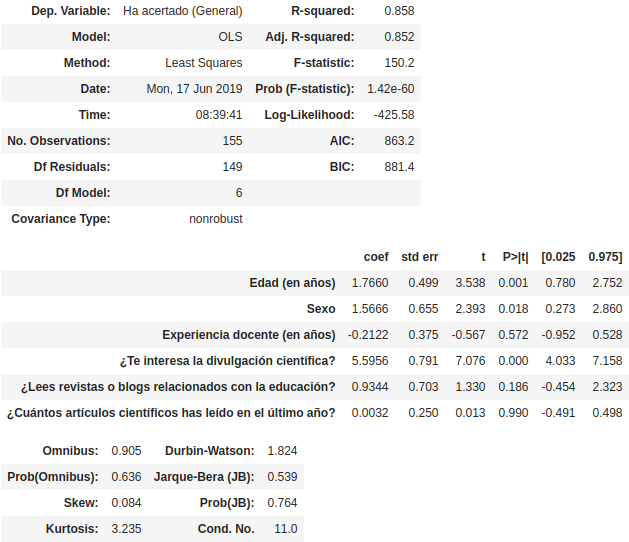 Dep. Variable: Ha acertado (General) R-squared: 0.858
Model: OLS Adj. R-squared: 0.852
Method: Least Squares F-statistic: 150.2
Date: Mon, 17 Jun 2019 Prob (F-statistic): 1.42e-60
Time: 08:39:41 Log-Likelihood: -425.58
No. Observations: 155 AIC: 863.2
Df Residuals: 149 BIC: 881.4
Df Model: 6
Covariance Type: nonrobust
coef std err t P>|t| [0.025 0.975]
Edad (en años) 1.7660 0.499 3.538 0.001 0.780 2.752
Sexo 1.5666 0.655 2.393 0.018 0.273 2.860
Experiencia docente (en años) -0.2122 0.375 -0.567 0.572 -0.952 0.528
¿Te interesa la divulgación científica? 5.5956 0.791 7.076 0.000 4.033 7.158
¿Lees revistas o blogs relacionados con la educación? 0.9344 0.703 1.330 0.186 -0.454 2.323
¿Cuántos artículos científicos has leído en el último año? 0.0032 0.250 0.013 0.990 -0.491 0.498
Omnibus: 0.905 Durbin-Watson: 1.824
Prob(Omnibus): 0.636 Jarque-Bera (JB): 0.539
Skew: 0.084 Prob(JB): 0.764
Kurtosis: 3.235 Cond. No. 11.0